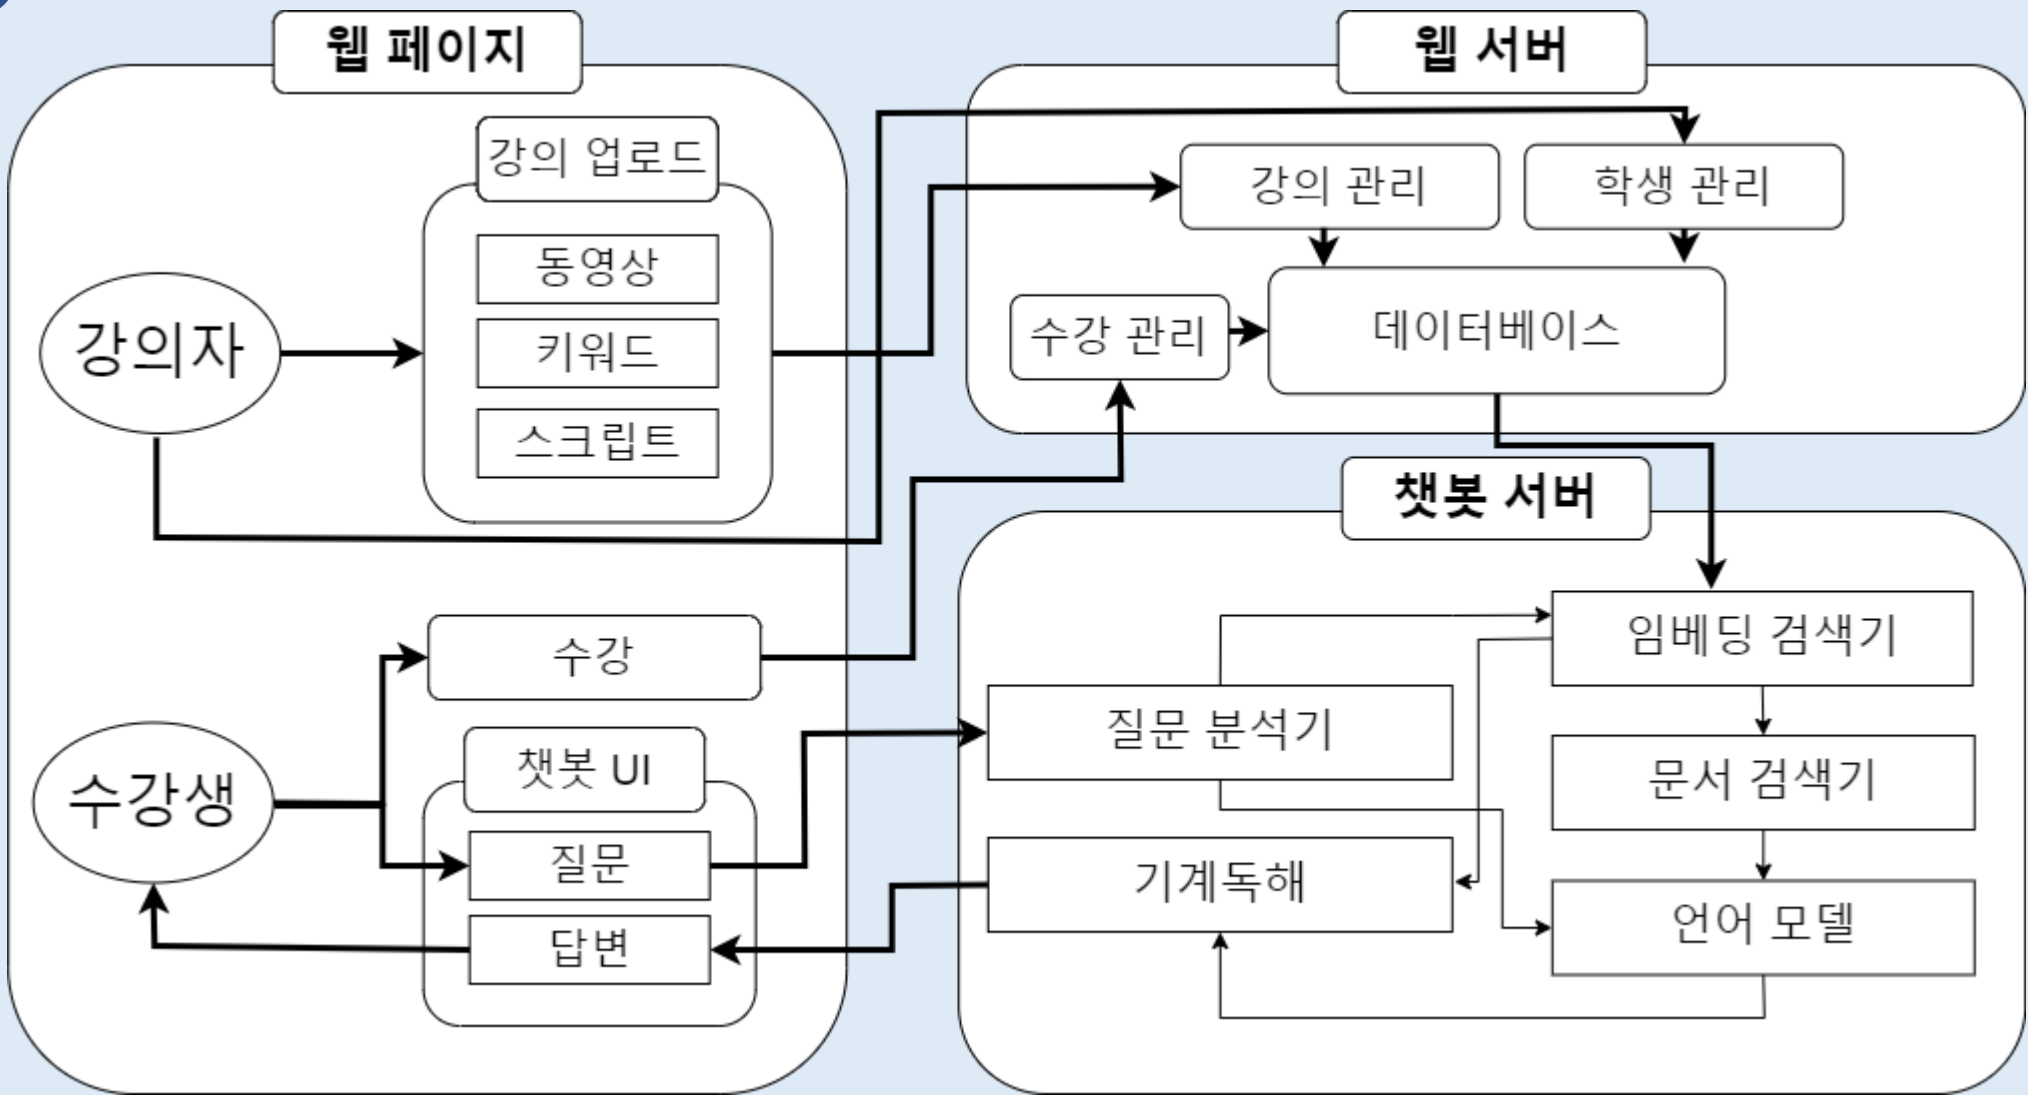 웹 페이지
강의 업로드
동영상
키워드
스크립트
강의자
수강
수강생
챗봇 UI
질문
답변
웹 서버
강의 관리
학생 관리
수강 관리
데이터베이스
챗봇 서버
임베딩 검색기
질문 분석기
문서 검색기
기계독해
언어 모델